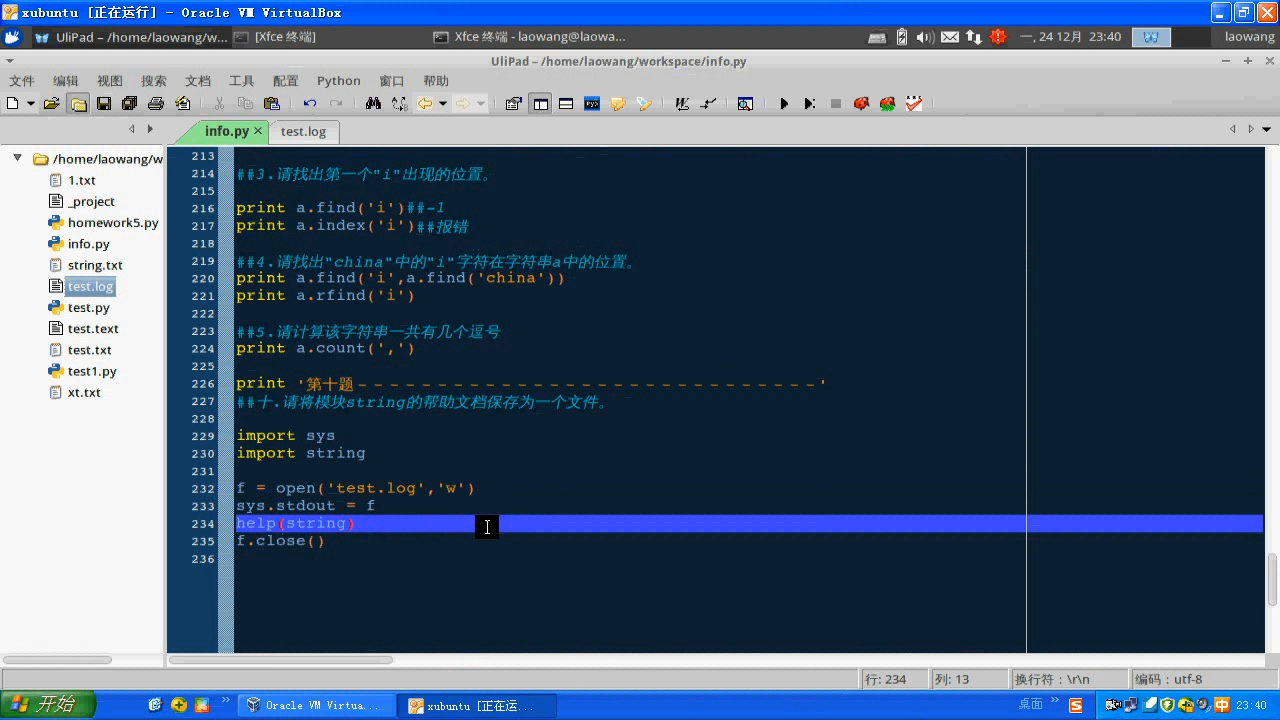 xubuntu [正在运行] - Oracle VM VirtualBox
UliPad – /home/laowang/w... [Xfce 终端] Xfce 终端 - laowang@laowa... 一, 24 12月 23:40 laowang
UliPad – /home/laowang/workspace/info.py
文件 编辑 视图 搜索 文档 工具 配置 Python 窗口 帮助
info.py test.log
/home/laowang/w
1.txt
_project
homework5.py
info.py
string.txt
test.log
test.py
test.text
test.txt
test1.py
xt.txt
213
214 ##3.请找出第一个"i"出现的位置。
215
216 print a.find('i')##-1
217 print a.index('i')##报错
218
219 ##4.请找出"china"中的"i"字符在字符串a中的位置。
220 print a.find('i',a.find('china'))
221 print a.rfind('i')
222
223 ##5.请计算该字符串一共有几个逗号
224 print a.count(',')
225
226 print '第十题－－－－－－－－－－－－－－－－－－－－－－－－－－－－－'
227 ##十.请将模块string的帮助文档保存为一个文件。
228
229 import sys
230 import string
231
232 f = open('test.log','w')
233 sys.stdout = f
234 help(string)
235 f.close()
236
行: 234 列: 13 换行符：\r\n 编码：utf-8
开始 Oracle VM Virtua... xubuntu [正在运... 桌面 中 23:40